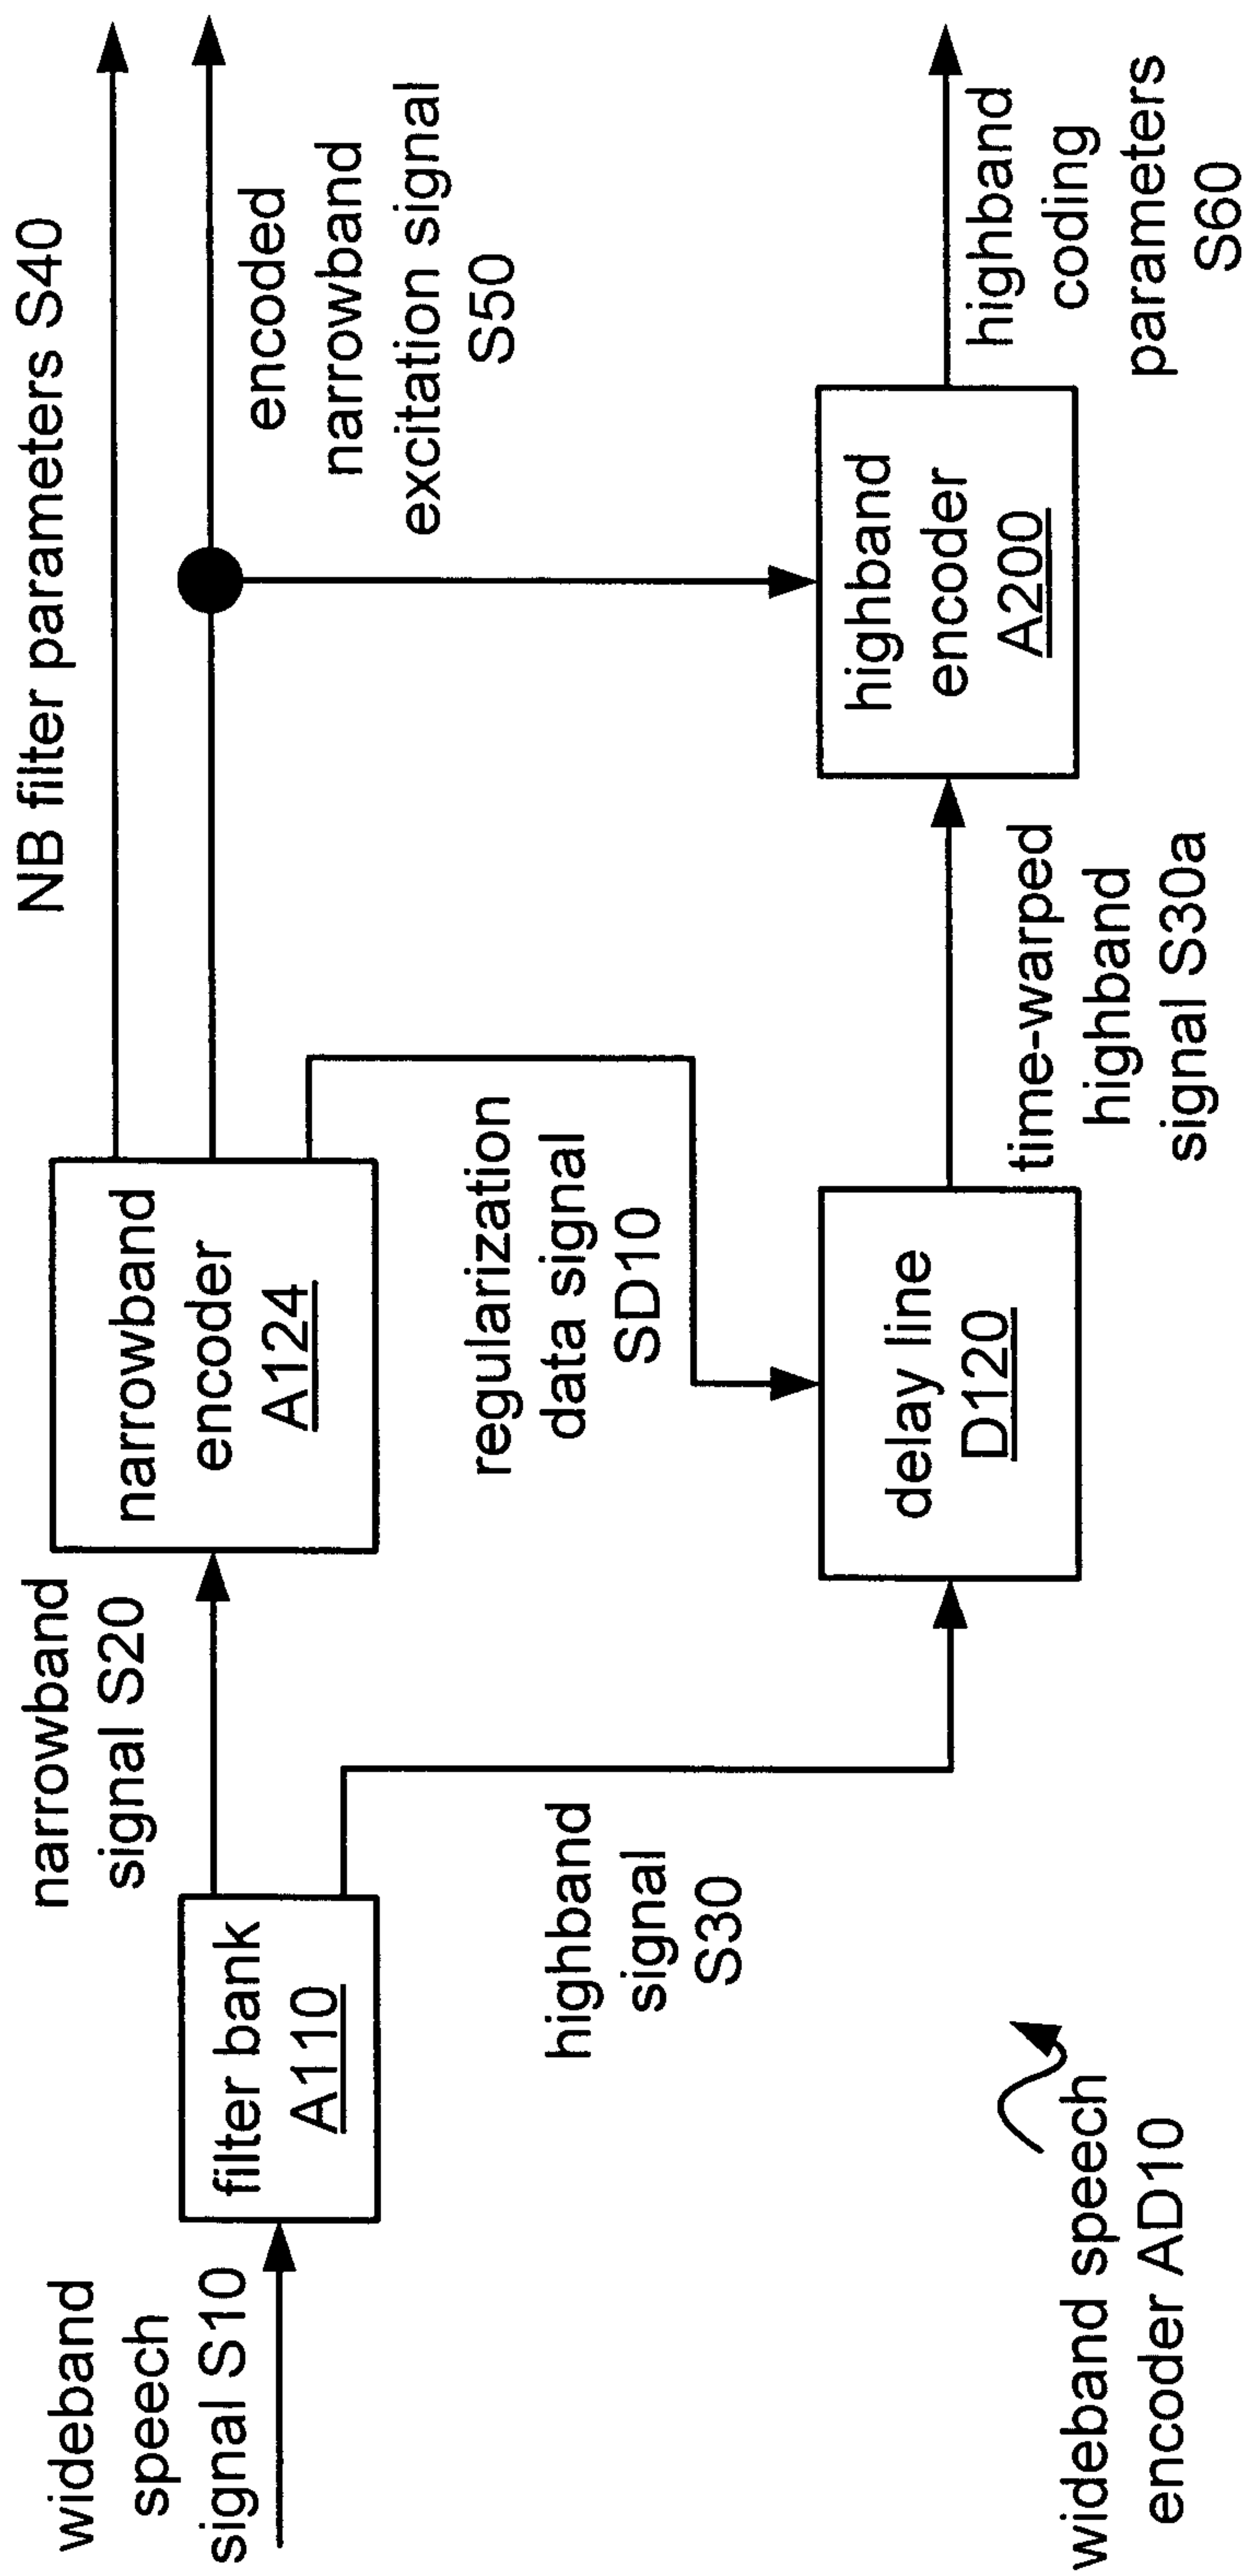 wideband
speech
signal S10
filter bank
A110
narrowband
signal S20
highband
signal
S30
narrowband
encoder
A124
regularization
data signal
SD10
delay line
D120
NB filter parameters S40
encoded
narrowband
excitation signal
S50
time-warped
highband
signal S30a
highband
encoder
A200
highband
coding
parameters
S60
wideband speech
encoder AD10